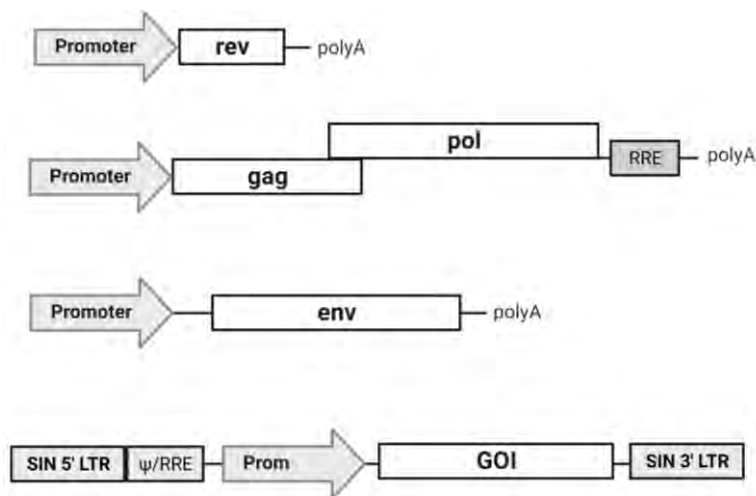 Promoter rev polyA
pol
Promoter gag RRE polyA
Promoter env polyA
SIN 5' LTR ψ/RRE Prom GOI SIN 3' LTR